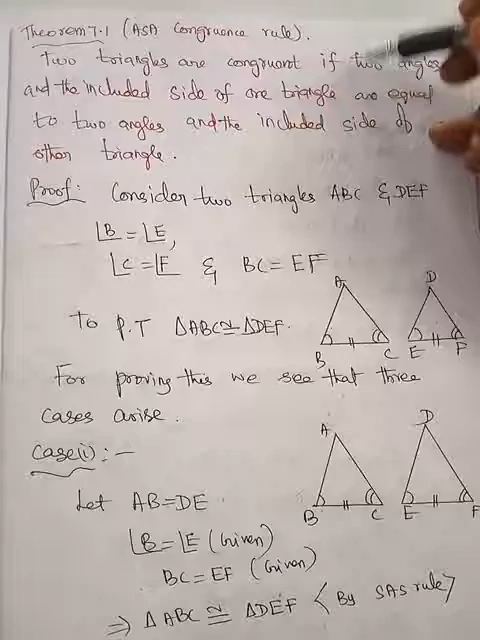 Theorem 7.1 (ASA Congruence rule).
Two triangles are congruent if two angles
and the included side of one triangle are equal
to two angles and the included side of
other triangle.
Proof: Consider two triangles ABC & DEF
∠B = ∠E,
∠C = ∠F & BC = EF
To P.T ΔABC ≅ ΔDEF.
A D
B C E F
For proving this we see that three
cases arise.
Case(i):-
A D
B C E F
Let AB = DE
∠B = ∠E (Given)
BC = EF (Given)
⇒ ΔABC ≅ ΔDEF < By SAS rule>